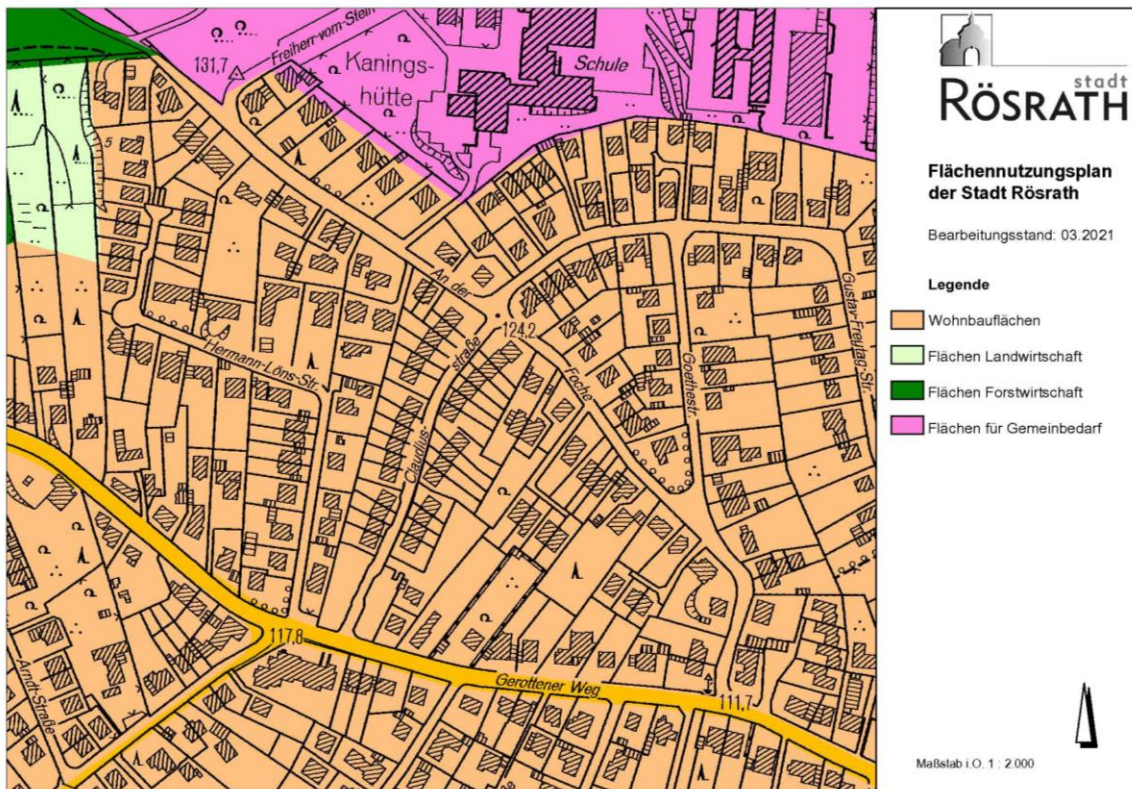 131,7
Freiherr-vom-Stein
Kanings-
hütte
Schule
5
An der
124,2
Foche
Hermann-Löns-Str.
Claudius-
straße
Goethestr.
Gustav-Freytag-Str.
117,8
Gerottener Weg
111,7
Arndt-Straße
stadt
RÖSRATH
Flächennutzungsplan
der Stadt Rösrath
Bearbeitungsstand: 03.2021
Legende
Wohnbauflächen
Flächen Landwirtschaft
Flächen Forstwirtschaft
Flächen für Gemeinbedarf
Maßstab i.O. 1 : 2.000